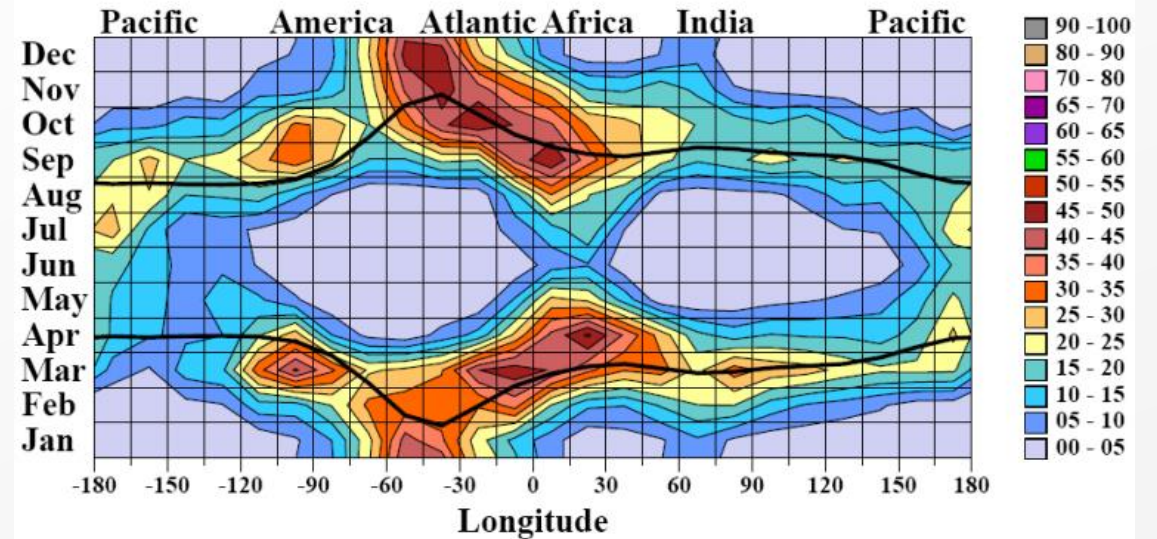 Pacific America Atlantic Africa India Pacific
Dec
Nov
Oct
Sep
Aug
Jul
Jun
May
Apr
Mar
Feb
Jan
-180 -150 -120 -90 -60 -30 0 30 60 90 120 150 180
Longitude
90 -100
80 - 90
70 - 80
65 - 70
60 - 65
55 - 60
50 - 55
45 - 50
40 - 45
35 - 40
30 - 35
25 - 30
20 - 25
15 - 20
10 - 15
05 - 10
00 - 05